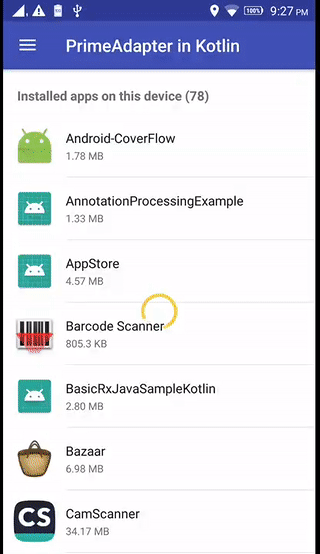 100% 9:27 PM
PrimeAdapter in Kotlin
Installed apps on this device (78)
Android-CoverFlow
1.78 MB
AnnotationProcessingExample
1.33 MB
AppStore
4.57 MB
Barcode Scanner
805.3 KB
BasicRxJavaSampleKotlin
2.80 MB
Bazaar
6.98 MB
CS
CamScanner
34.17 MB